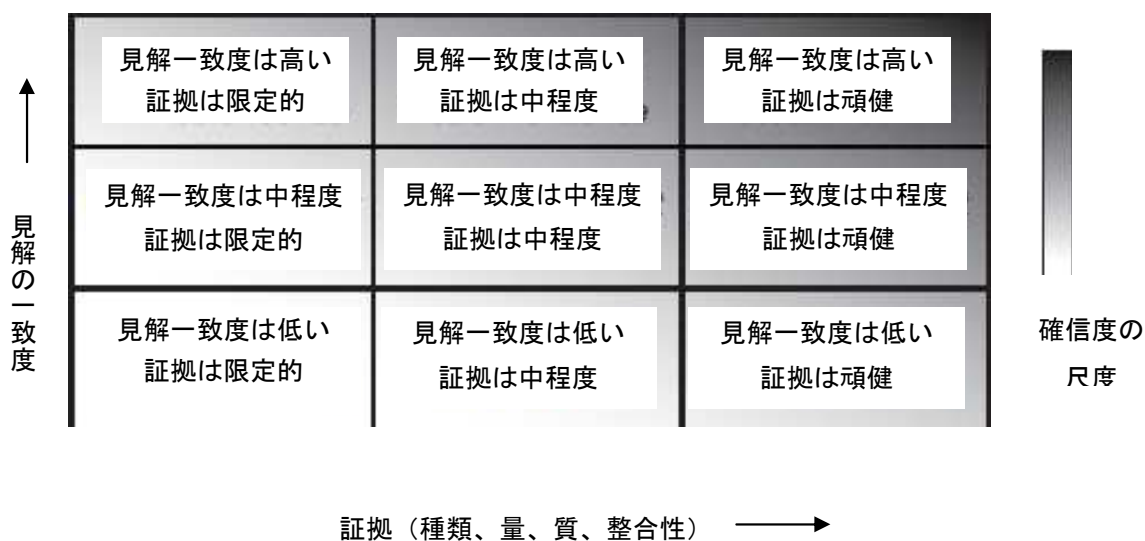 見解一致度は高い
証拠は限定的
見解一致度は高い
証拠は中程度
見解一致度は高い
証拠は頑健
見解一致度は中程度
証拠は限定的
見解一致度は中程度
証拠は中程度
見解一致度は中程度
証拠は頑健
見解一致度は低い
証拠は限定的
見解一致度は低い
証拠は中程度
見解一致度は低い
証拠は頑健
見解の一致度
確信度の
尺度
証拠（種類、量、質、整合性）